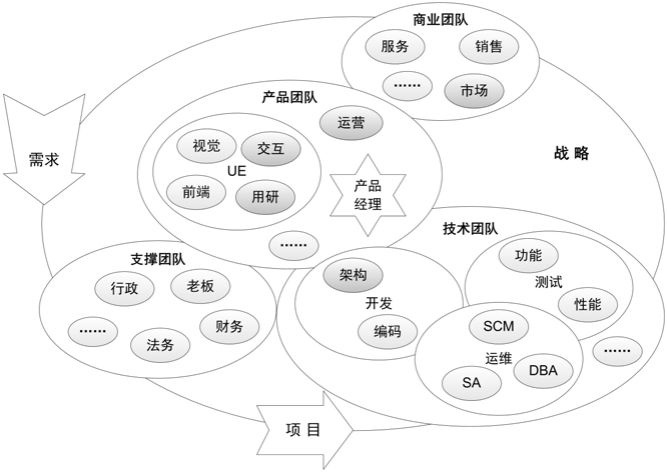 商业团队
服务
销售
······
市场
产品团队
运营
视觉
交互
UE
前端
用研
产品
经理
······
需求
战 略
支撑团队
行政
老板
······
财务
法务
技术团队
架构
开发
编码
功能
测试
性能
SCM
运维
SA
DBA
······
项 目